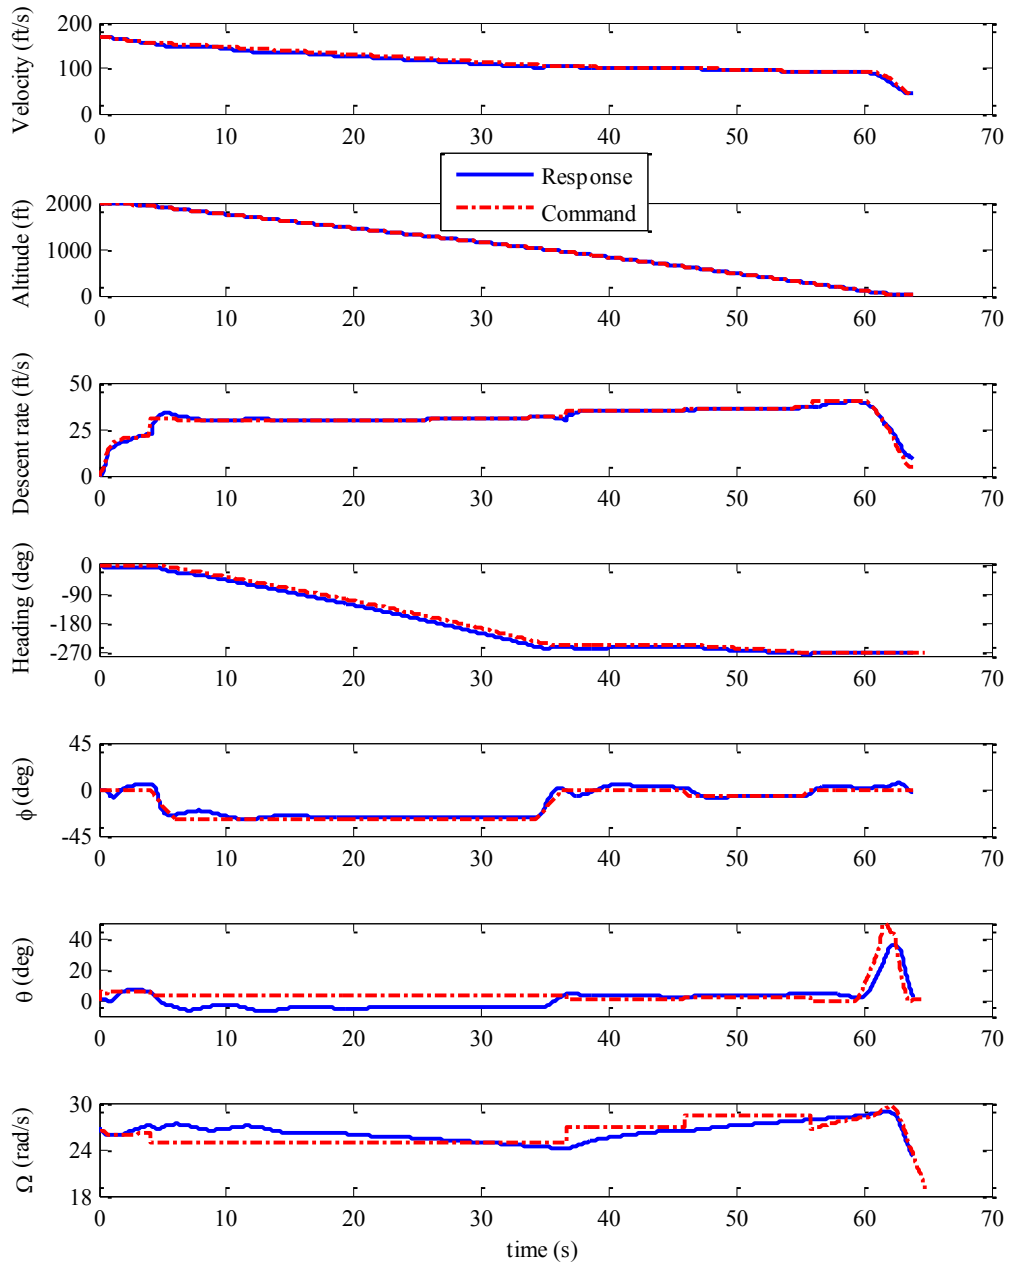 Velocity (ft/s)
200
100
0
0 10 20 30 40 50 60 70
Response
Command
Altitude (ft)
2000
1000
0
0 10 20 30 40 50 60 70
Descent rate (ft/s)
50
25
0
0 10 20 30 40 50 60 70
Heading (deg)
0
-90
-180
-270
0 10 20 30 40 50 60 70
ϕ (deg)
45
0
-45
0 10 20 30 40 50 60 70
θ (deg)
40
20
0
0 10 20 30 40 50 60 70
Ω (rad/s)
30
24
18
0 10 20 30 40 50 60 70
time (s)